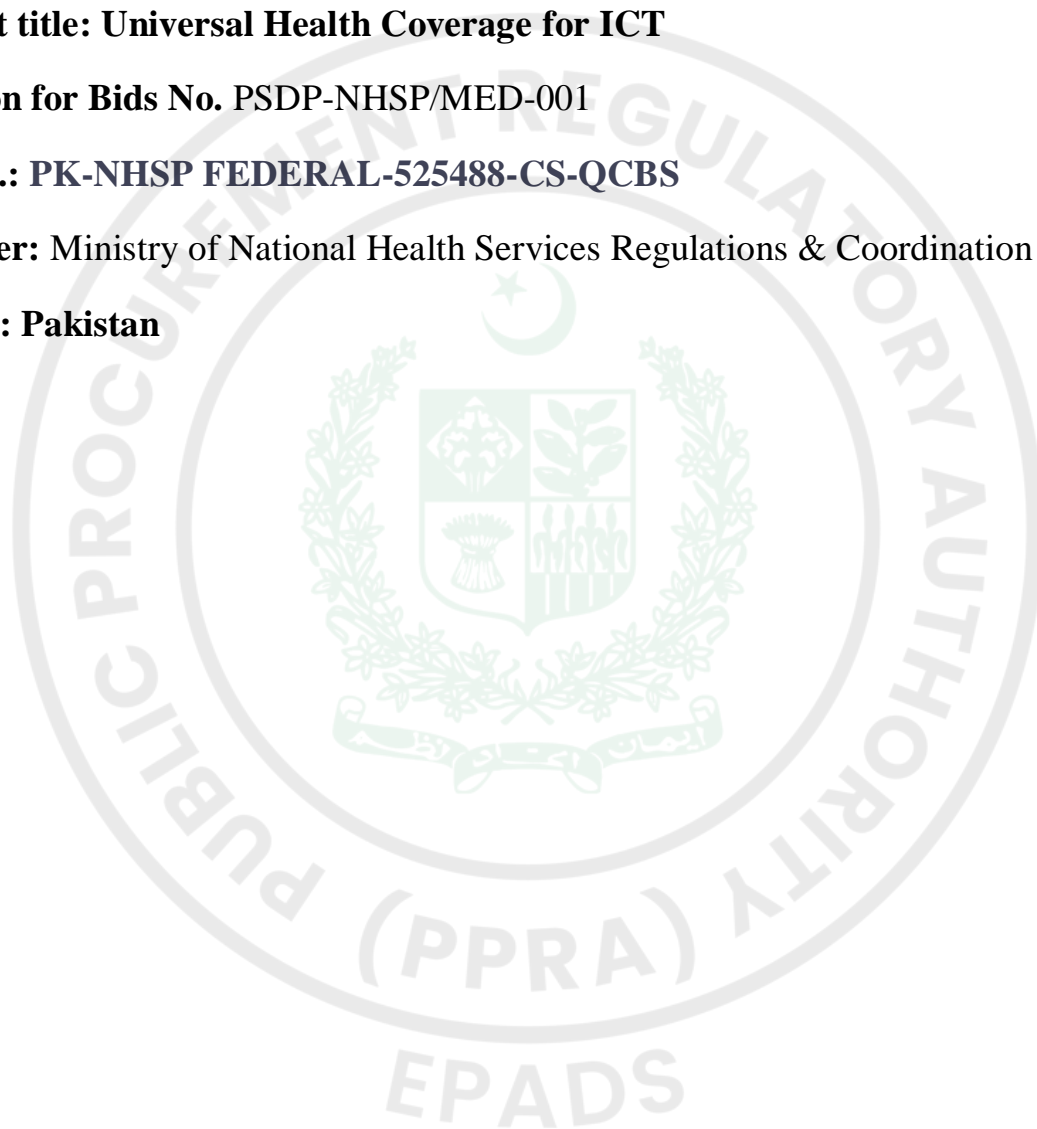 t title: Universal Health Coverage for ICT
on for Bids No. PSDP-NHSP/MED-001
.: PK-NHSP FEDERAL-525488-CS-QCBS
er: Ministry of National Health Services Regulations & Coordination
: Pakistan
PUBLIC PROCUREMENT REGULATORY AUTHORITY
(PPRA)
EPADS